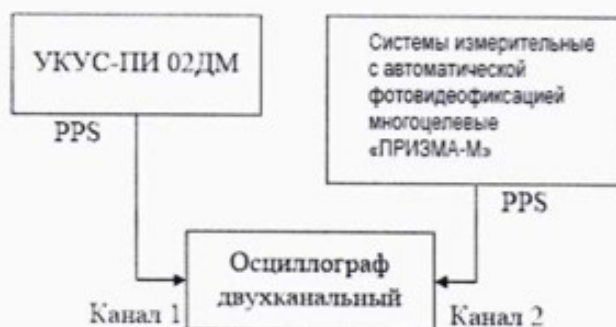 УКУС-ПИ 02ДМ
PPS
Системы измерительные
с автоматической
фотовидеофиксацией
многоцелевые
«ПРИЗМА-М»
PPS
Осциллограф
двухканальный
Канал 1
Канал 2